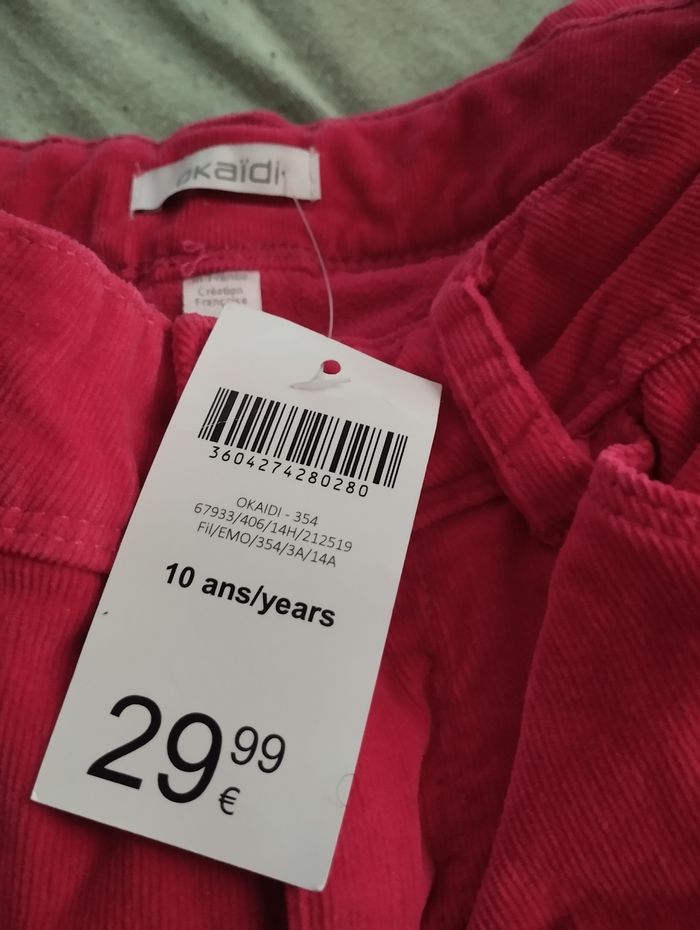 okaïdi
Création
Française
3604274280280
OKAIDI - 354
67933/406/14H/212519
Fil/EMO/354/3A/14A
10 ans/years
29 99
€